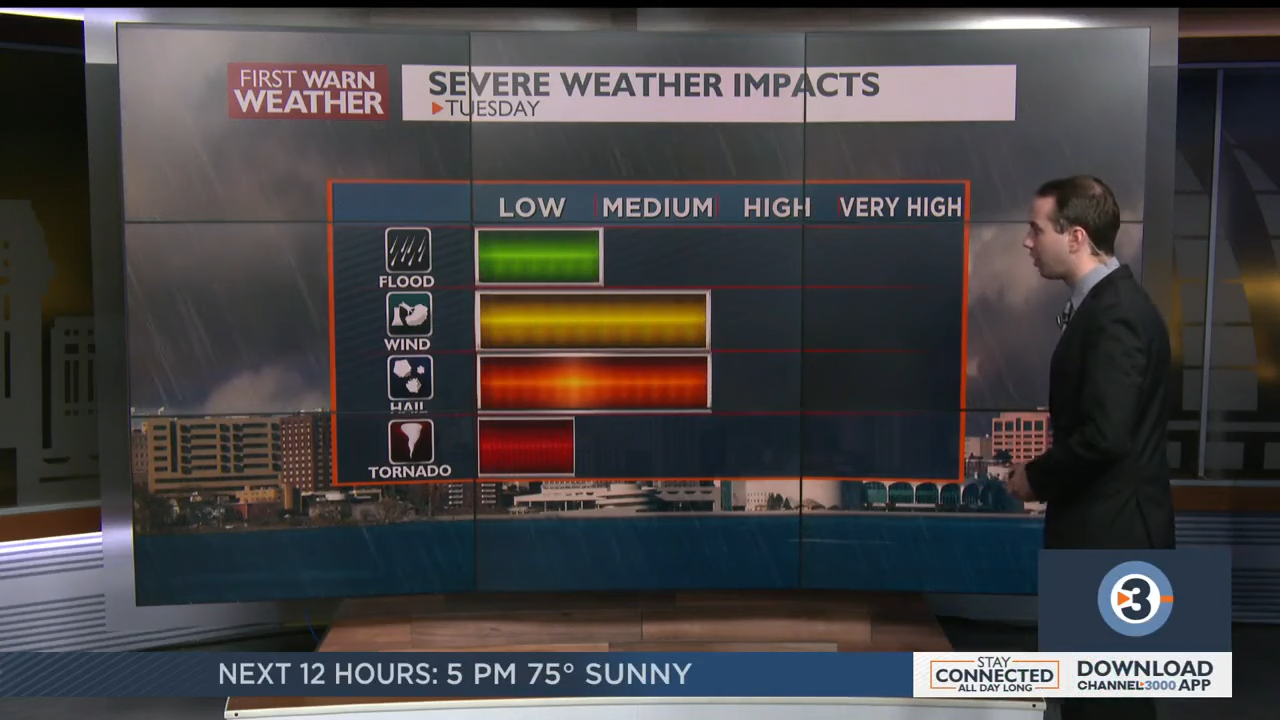 FIRST WARN
WEATHER
SEVERE WEATHER IMPACTS
TUESDAY
LOW MEDIUM HIGH VERY HIGH
FLOOD
WIND
HAIL
TORNADO
3
NEXT 12 HOURS: 5 PM 75° SUNNY
STAY
CONNECTED
ALL DAY LONG
DOWNLOAD
CHANNEL3000 APP